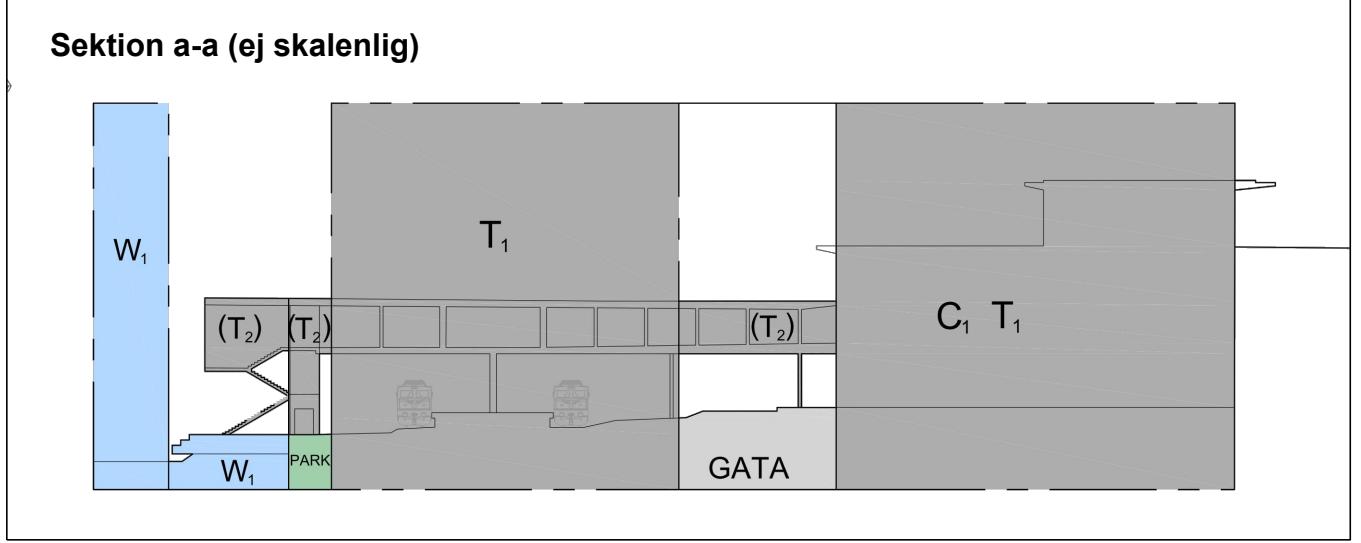 Sektion a-a (ej skalenlig)
W₁
T₁
(T₂) (T₂) (T₂)
C₁ T₁
W₁
PARK
GATA